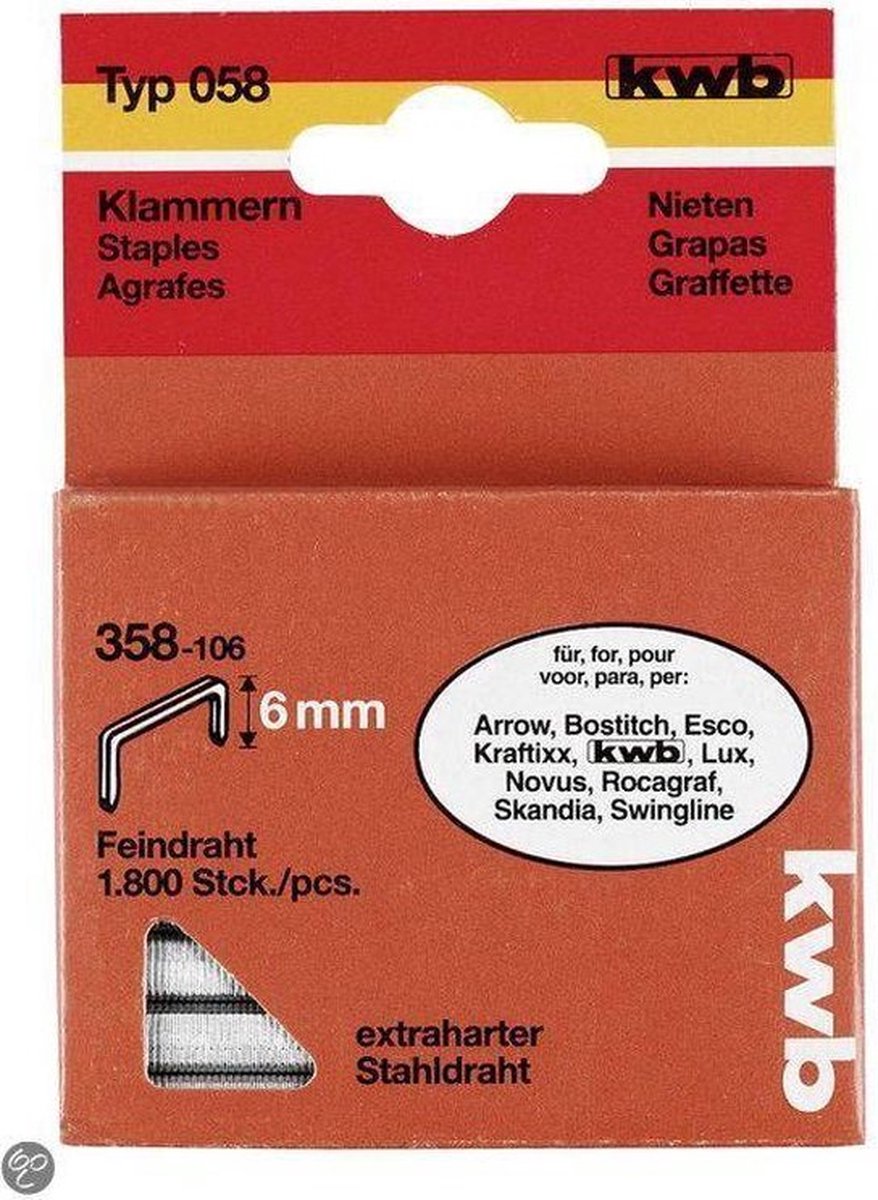 Typ 058
kwb
Klammern
Staples
Agrafes
Nieten
Grapas
Graffette
358-106
6 mm
Feindraht
1.800 Stck./pcs.
für, for, pour
voor, para, per:
Arrow, Bostitch, Esco,
Kraftixx, kwb, Lux,
Novus, Rocagraf,
Skandia, Swingline
kwb
extraharter
Stahldraht